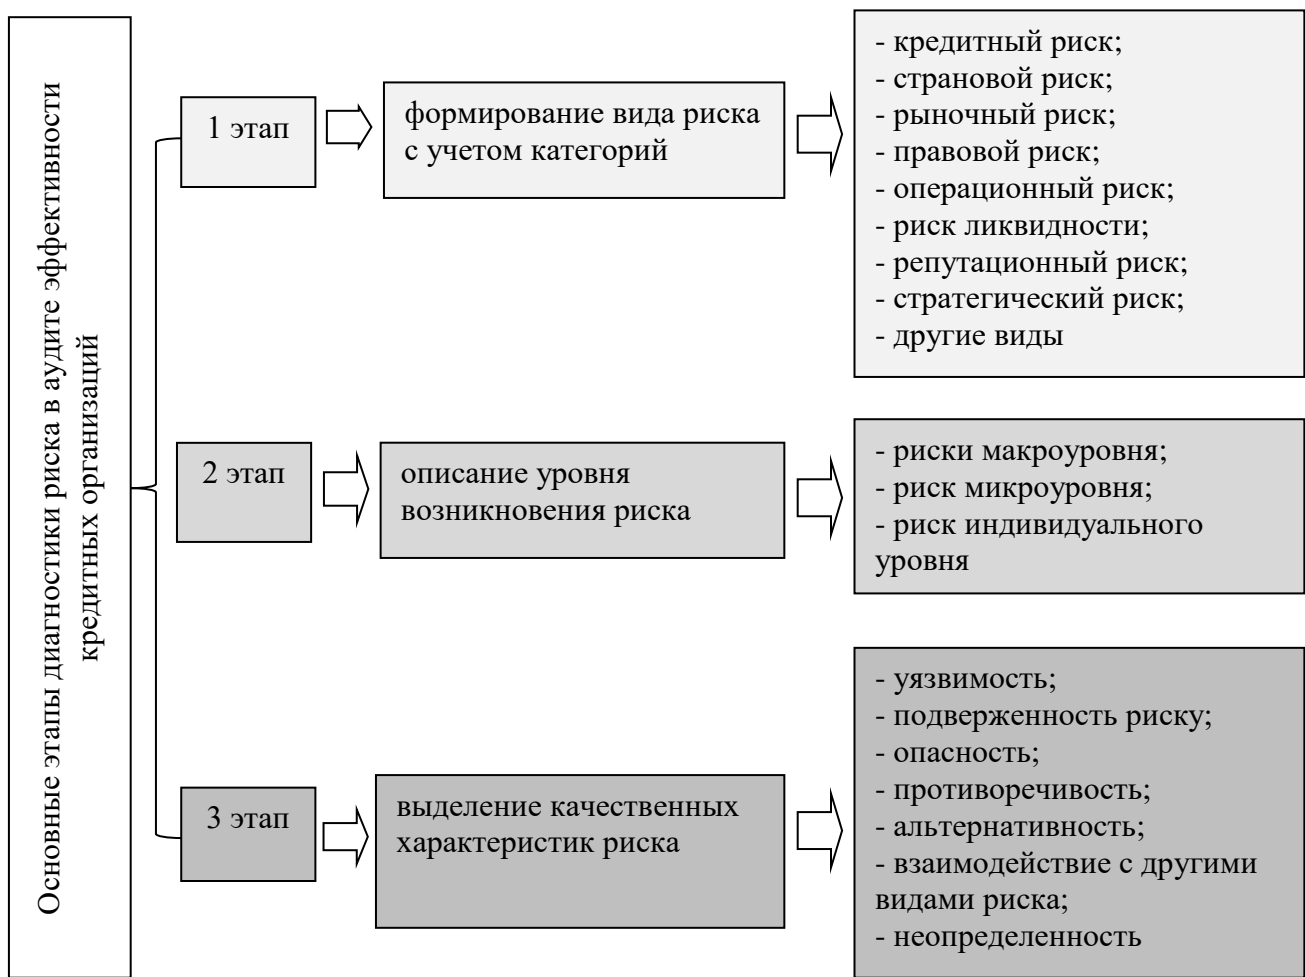 Основные этапы диагностики риска в аудите эффективности
кредитных организаций
1 этап
формирование вида риска
с учетом категорий
- кредитный риск;
- страновой риск;
- рыночный риск;
- правовой риск;
- операционный риск;
- риск ликвидности;
- репутационный риск;
- стратегический риск;
- другие виды
2 этап
описание уровня
возникновения риска
- риски макроуровня;
- риск микроуровня;
- риск индивидуального
уровня
3 этап
выделение качественных
характеристик риска
- уязвимость;
- подверженность риску;
- опасность;
- противоречивость;
- альтернативность;
- взаимодействие с другими
видами риска;
- неопределенность